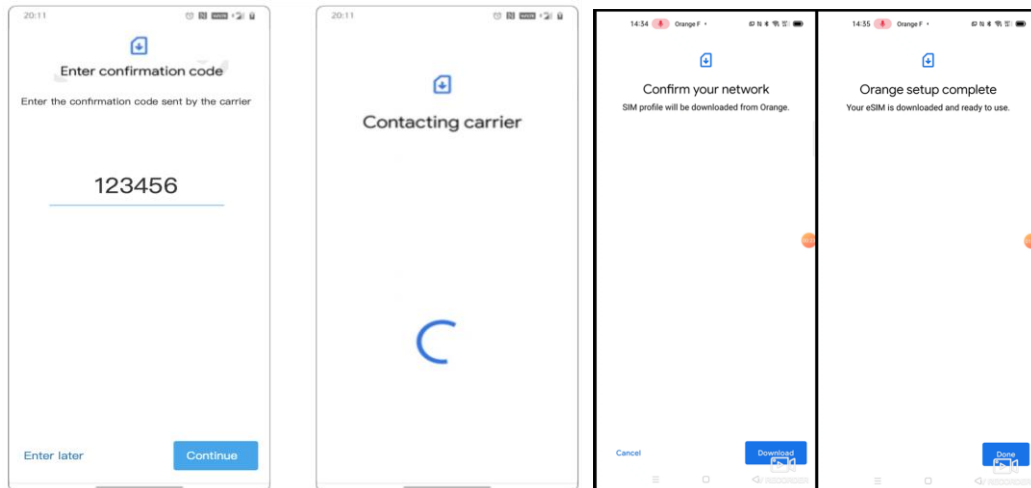 20:11
Enter confirmation code
Enter the confirmation code sent by the carrier
123456
Enter later
Continue
20:11
Contacting carrier
14:34
Orange F
Confirm your network
SIM profile will be downloaded from Orange.
Cancel
Download
14:35
Orange F
Orange setup complete
Your eSIM is downloaded and ready to use.
Done